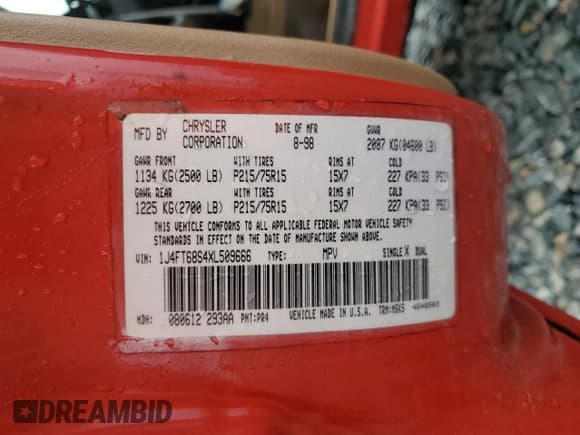 MFD BY CHRYSLER CORPORATION DATE OF MFR 8-98 GVWR 2087 KG(04600 LB)
GAWR FRONT WITH TIRES RIMS AT COLD
1134 KG(2500 LB) P215/75R15 15X7 227 KPA(33 PSI)
GAWR REAR WITH TIRES RIMS AT COLD
1225 KG(2700 LB) P215/75R15 15X7 227 KPA(33 PSI)
THIS VEHICLE CONFORMS TO ALL APPLICABLE FEDERAL MOTOR VEHICLE SAFETY
STANDARDS IN EFFECT ON THE DATE OF MANUFACTURE SHOWN ABOVE.
VIN: 1J4FT68S4XL509666 TYPE: MPV SINGLE X DUAL
MDH: 080612 293AA PNT:PR4 VEHICLE MADE IN U.S.A. TRM:M5X5
DREAMBID